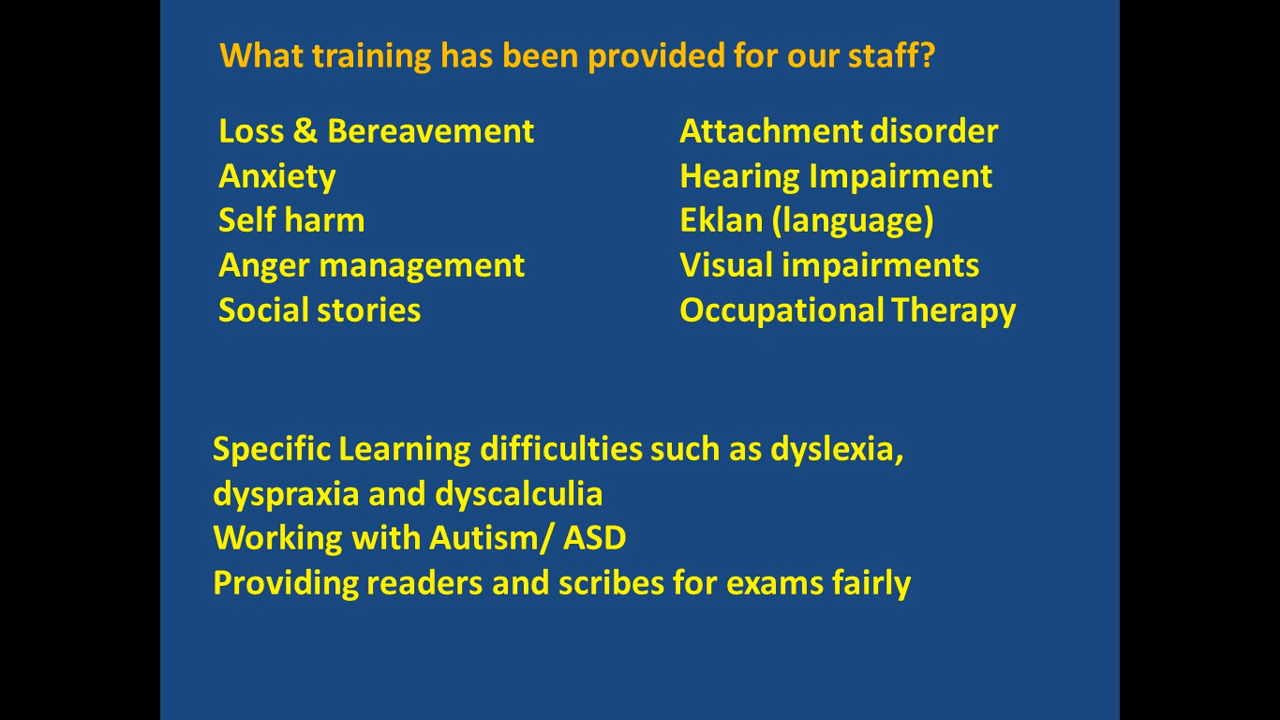 What training has been provided for our staff?
Loss & Bereavement
Anxiety
Self harm
Anger management
Social stories
Attachment disorder
Hearing Impairment
Eklan (language)
Visual impairments
Occupational Therapy
Specific Learning difficulties such as dyslexia,
dyspraxia and dyscalculia
Working with Autism/ ASD
Providing readers and scribes for exams fairly